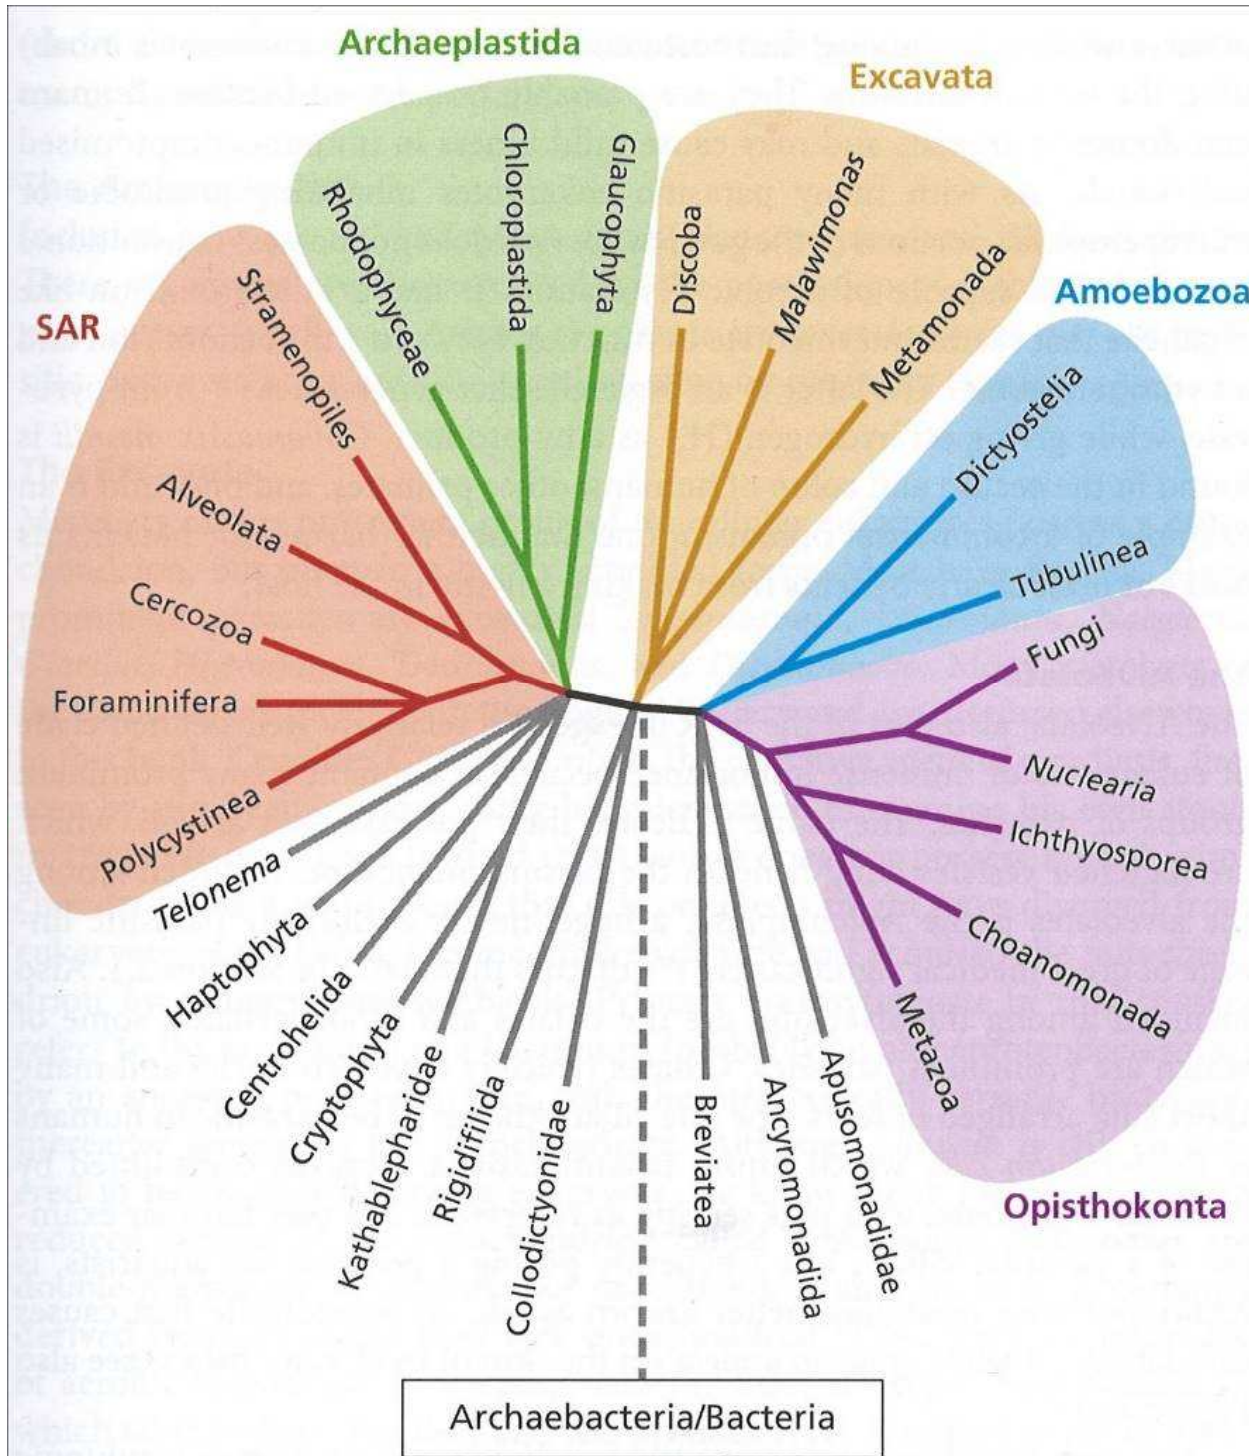 Archaeplastida
Excavata
Amoebozoa
SAR
Opisthokonta
Stramenopiles
Alveolata
Cercozoa
Foraminifera
Polycystinea
Rhodophyceae
Chloroplastida
Glaucophyta
Discoba
Malawimonas
Metamonada
Dictyostelia
Tubulinea
Fungi
Nuclearia
Ichthyosporea
Choanomonada
Metazoa
Telonema
Haptophyta
Centrohelida
Cryptophyta
Kathablepharidae
Rigidifilida
Collodictyonidae
Breviatea
Ancyromonadida
Apusomonadidae
Archaebacteria/Bacteria